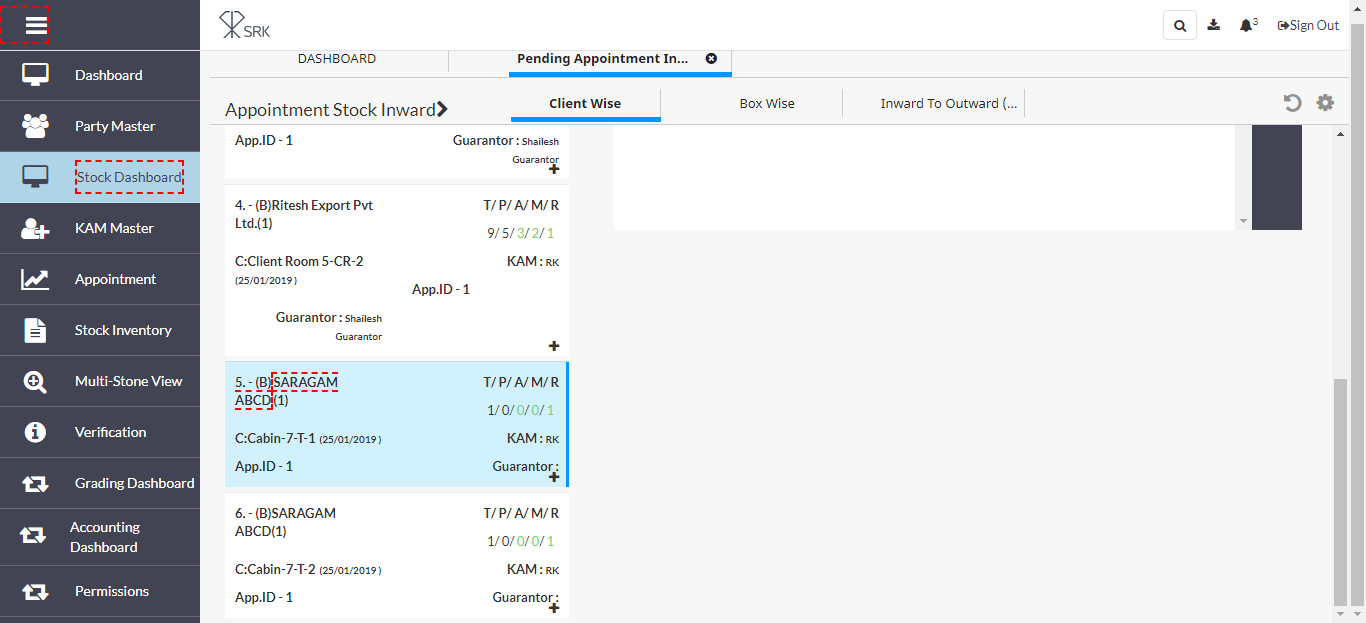 SRK
3
Sign Out
Dashboard
Party Master
Stock Dashboard
KAM Master
Appointment
Stock Inventory
Multi-Stone View
Verification
Grading Dashboard
Accounting
Dashboard
Permissions
DASHBOARD
Pending Appointment In...
Appointment Stock Inward
Client Wise
Box Wise
Inward To Outward (...
App.ID - 1
Guarantor : Shailesh
Guarantor
4. - (B)Ritesh Export Pvt
Ltd.(1)
T/ P/ A/ M/ R
9/ 5/ 3/ 2/ 1
C:Client Room 5-CR-2
(25/01/2019 )
KAM : RK
App.ID - 1
Guarantor : Shailesh
Guarantor
5. - (B)SARAGAM
ABCD(1)
T/ P/ A/ M/ R
1/ 0/ 0/ 0/ 1
C:Cabin-7-T-1 (25/01/2019 )
KAM : RK
App.ID - 1
Guarantor :
6. - (B)SARAGAM
ABCD(1)
T/ P/ A/ M/ R
1/ 0/ 0/ 0/ 1
C:Cabin-7-T-2 (25/01/2019 )
KAM : RK
App.ID - 1
Guarantor :